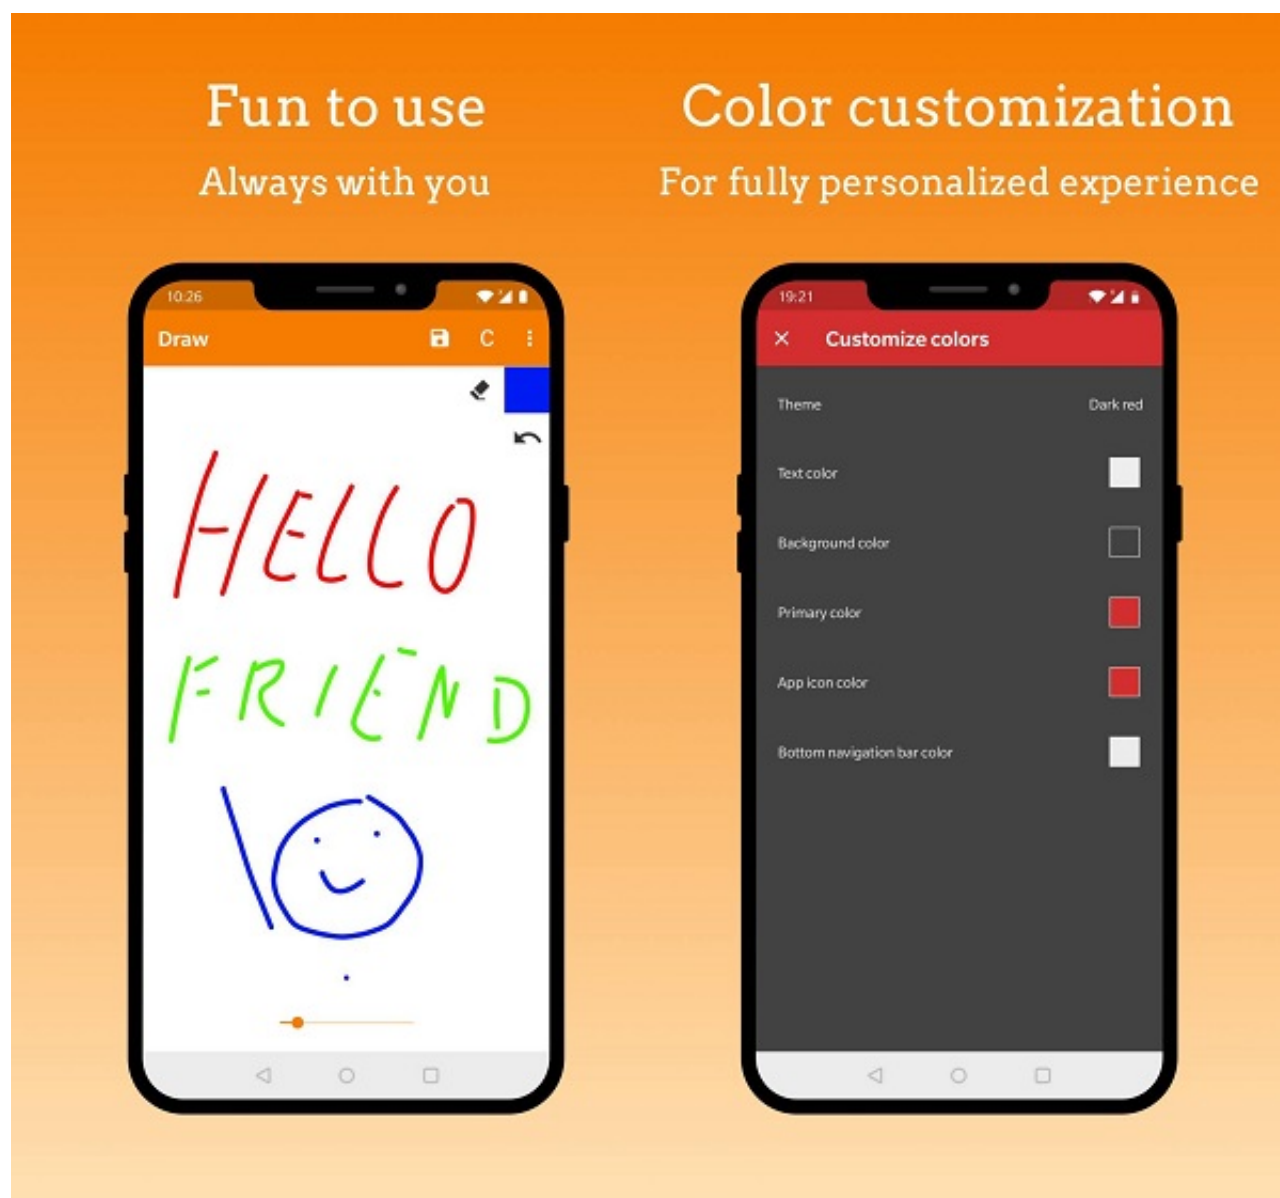 Fun to use
Always with you
10:26
Draw
C
HELLO
FRIEND
Color customization
For fully personalized experience
19:21
Customize colors
Theme Dark red
Text color
Background color
Primary color
App icon color
Bottom navigation bar color